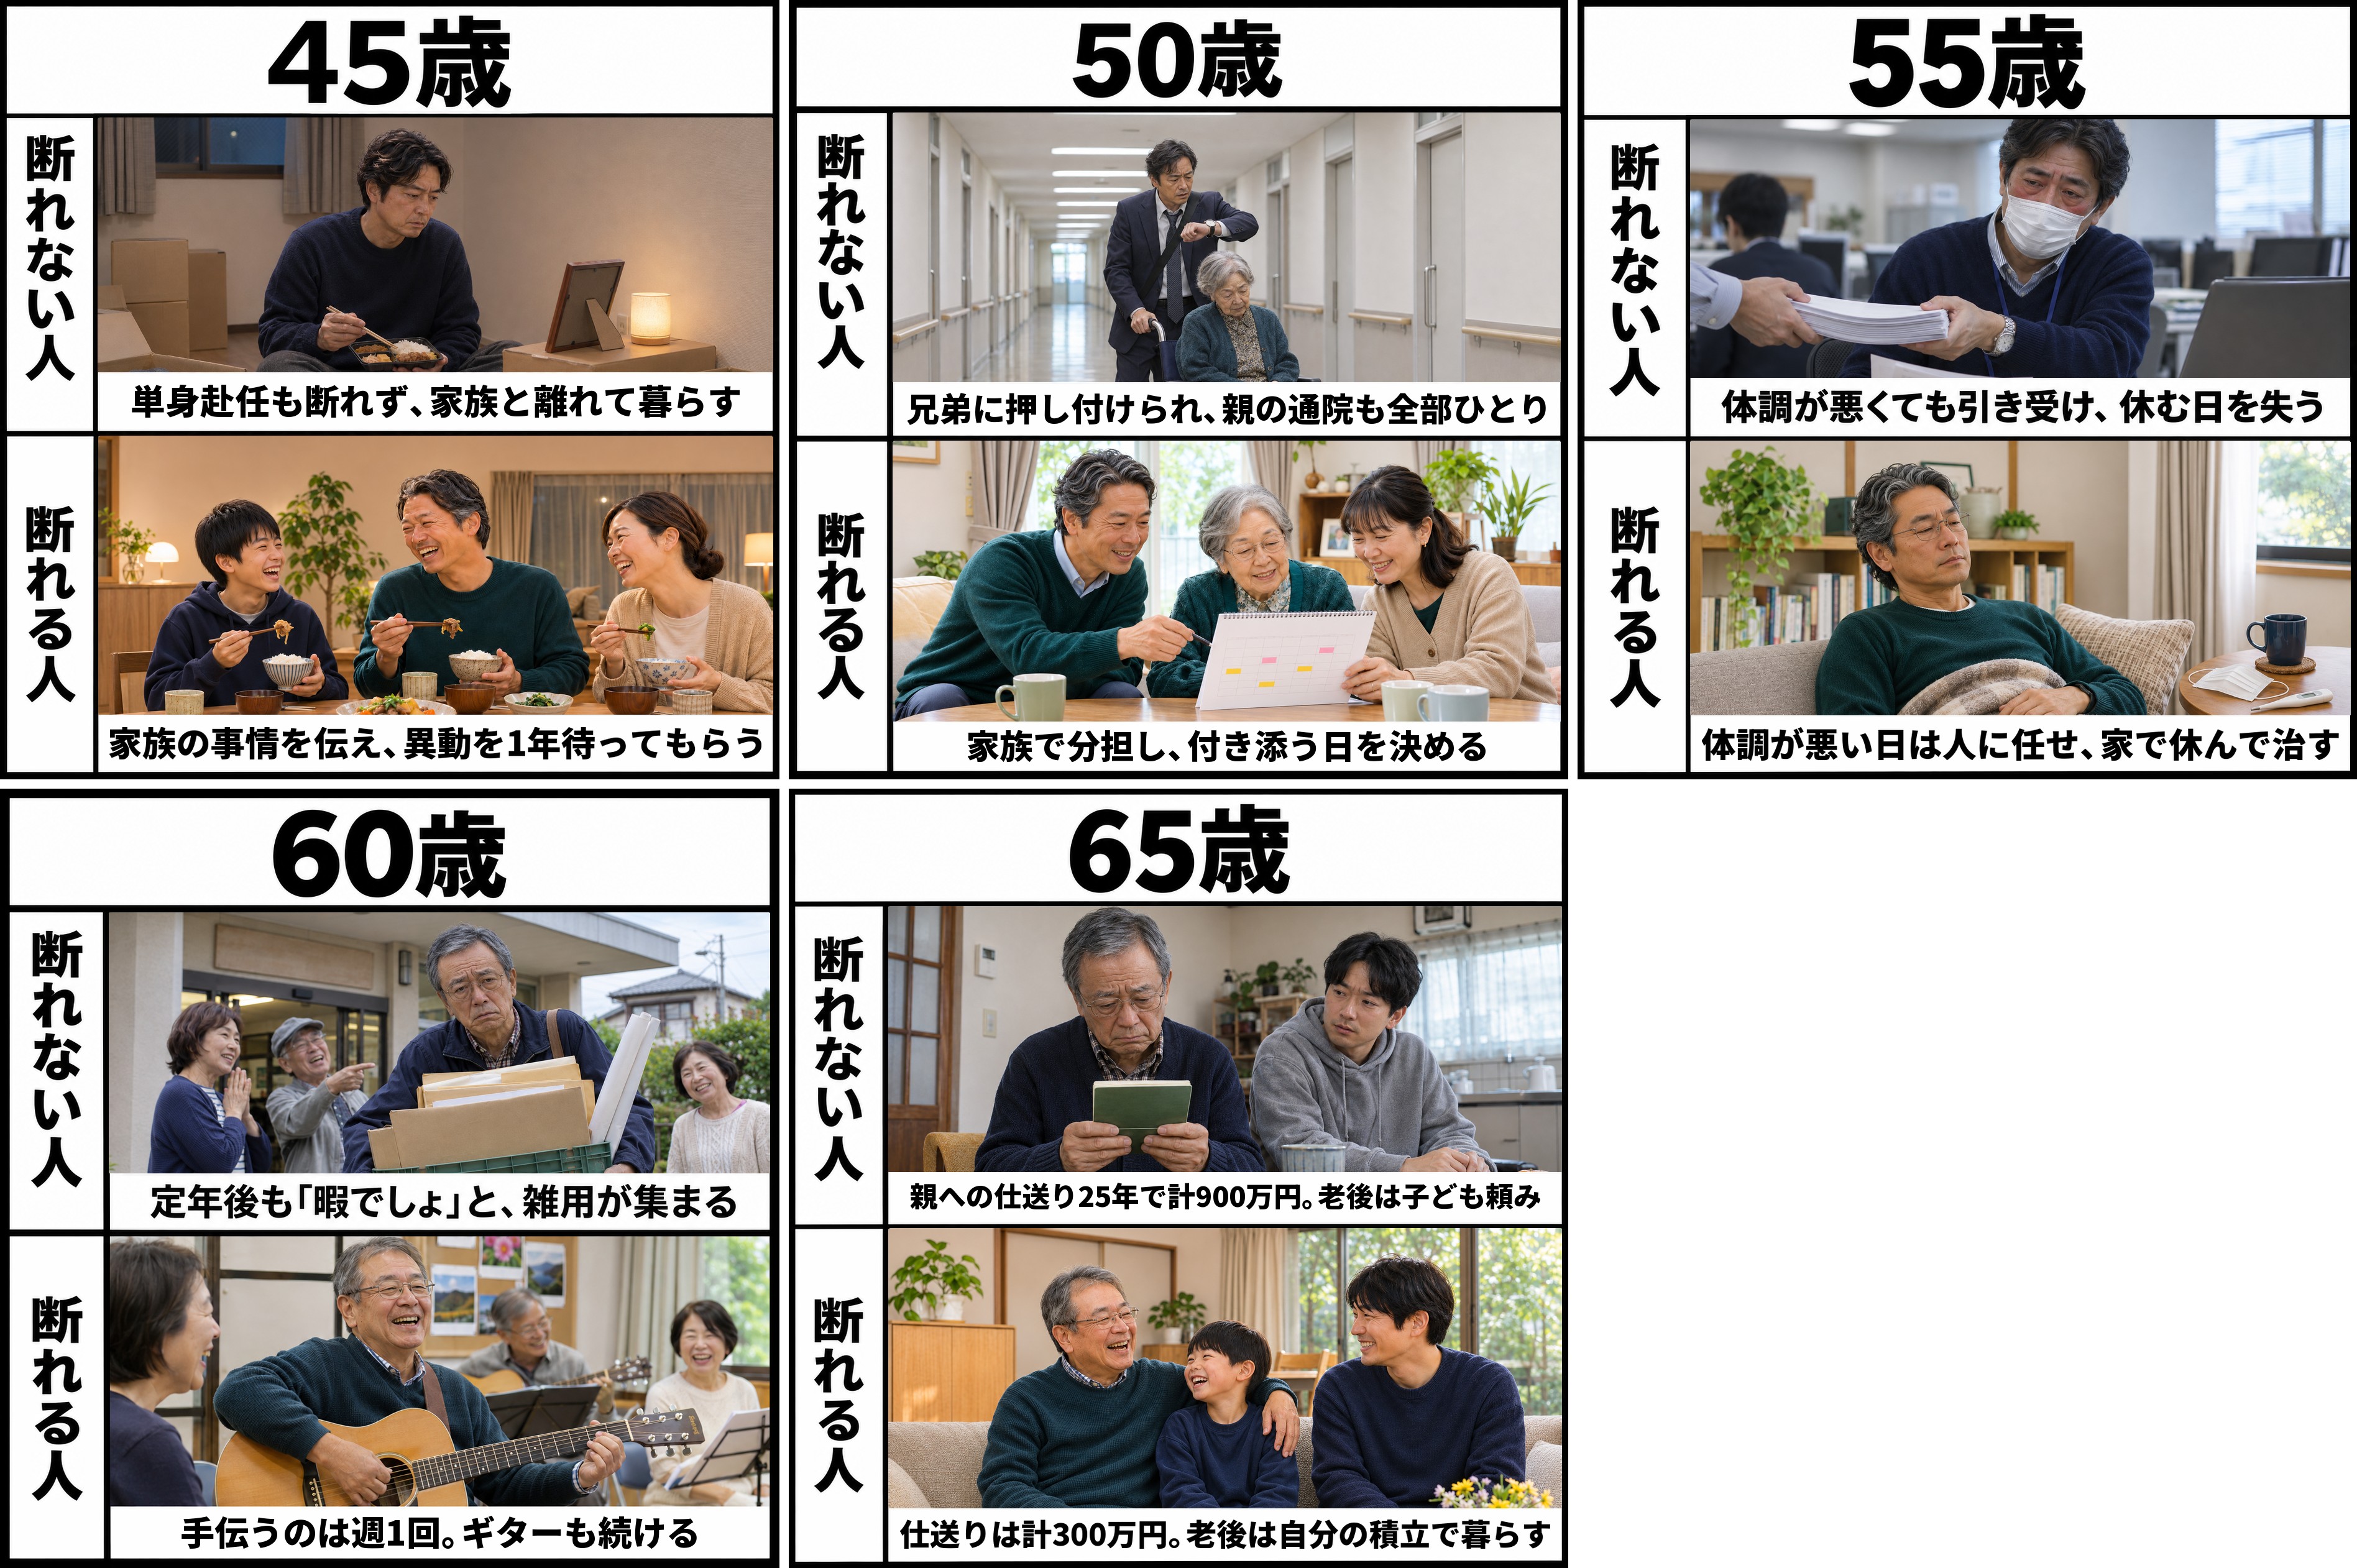 45歳
断れない人
単身赴任も断れず、家族と離れて暮らす
断れる人
家族の事情を伝え、異動を1年待ってもらう
50歳
断れない人
兄弟に押し付けられ、親の通院も全部ひとり
断れる人
家族で分担し、付き添う日を決める
55歳
断れない人
体調が悪くても引き受け、休む日を失う
断れる人
体調が悪い日は人に任せ、家で休んで治す
60歳
断れない人
定年後も「暇でしょ」と、雑用が集まる
断れる人
手伝うのは週1回。ギターも続ける
65歳
断れない人
親への仕送り25年で計900万円。老後は子ども頼み
断れる人
仕送りは計300万円。老後は自分の積立で暮らす